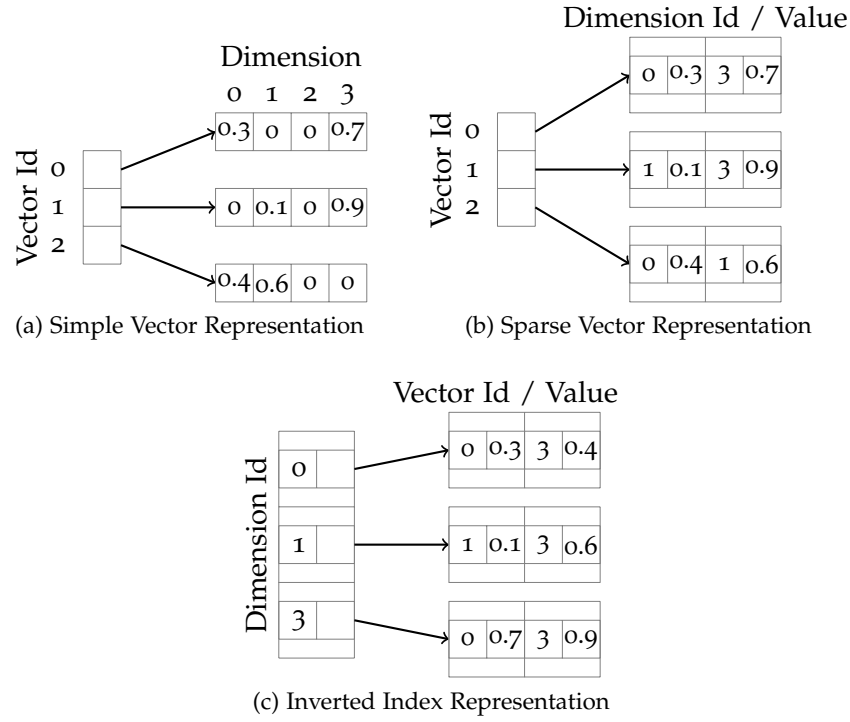 Dimension
0 1 2 3
Vector Id
0
1
2
0.3 0 0 0.7
0 0.1 0 0.9
0.4 0.6 0 0
(a) Simple Vector Representation
Dimension Id / Value
Vector Id
0
1
2
0 0.3 3 0.7
1 0.1 3 0.9
0 0.4 1 0.6
(b) Sparse Vector Representation
Vector Id / Value
Dimension Id
0
1
3
0 0.3 3 0.4
1 0.1 3 0.6
0 0.7 3 0.9
(c) Inverted Index Representation